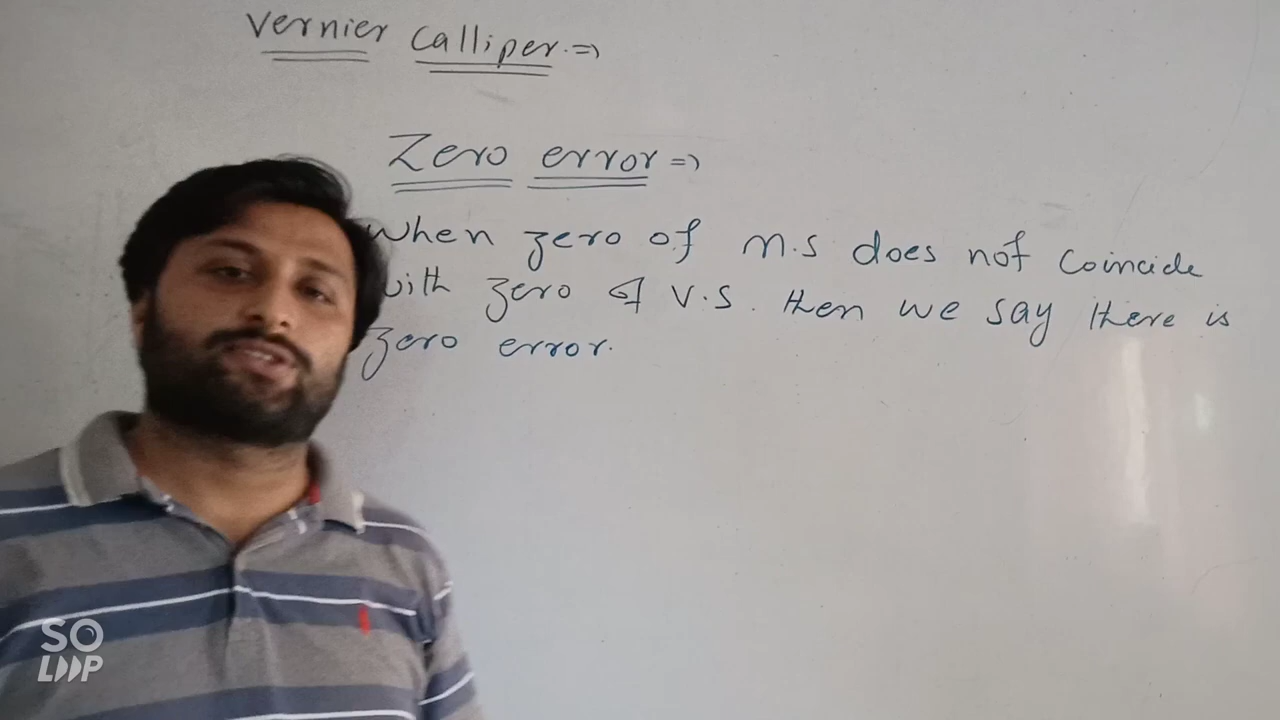 Vernier Calliper. ⇒
Zero error ⇒
when zero of M.S does not Coincide
with zero of V.S. then we say there is
zero error.
SO
LOOP